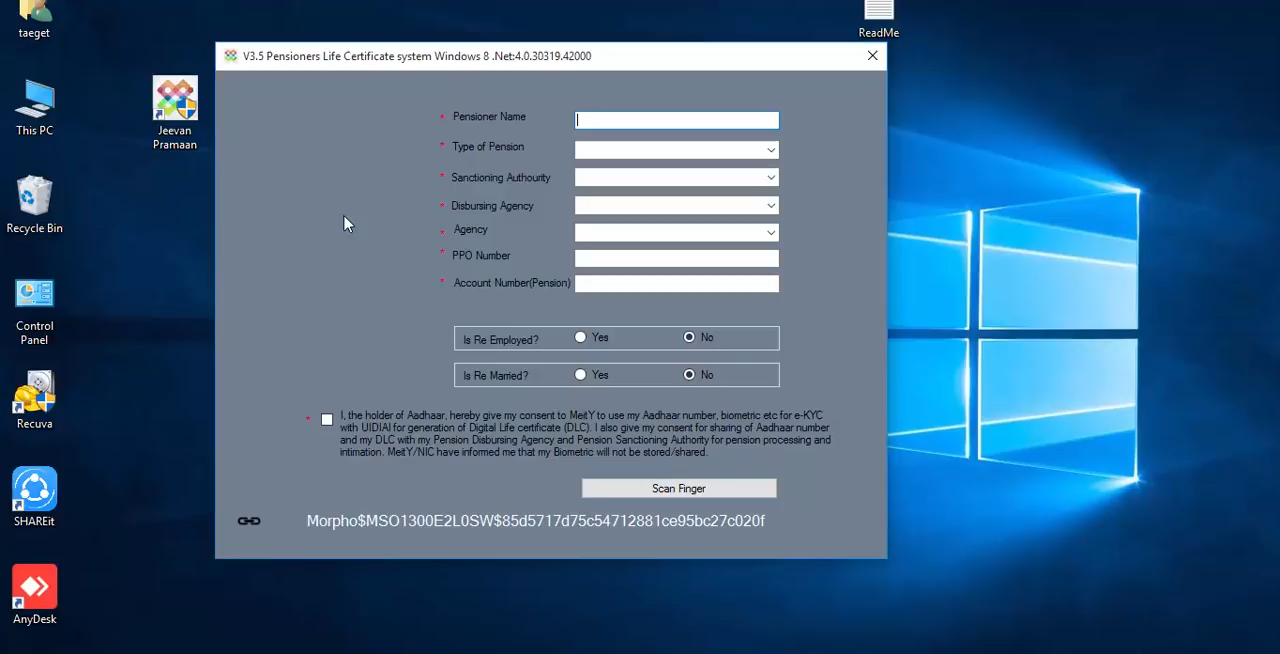 taeget
ReadMe
V3.5 Pensioners Life Certificate system Windows 8 .Net:4.0.30319.42000
This PC
Jeevan
Pramaan
Recycle Bin
Control
Panel
Recuva
SHAREit
AnyDesk
* Pensioner Name
* Type of Pension
* Sanctioning Authourity
* Disbursing Agency
* Agency
* PPO Number
* Account Number(Pension)
Is Re Employed? Yes No
Is Re Married? Yes No
* I, the holder of Aadhaar, hereby give my consent to MeitY to use my Aadhaar number, biometric etc for e-KYC
with UIDIAI for generation of Digital Life certificate (DLC). I also give my consent for sharing of Aadhaar number
and my DLC with my Pension Disbursing Agency and Pension Sanctioning Authority for pension processing and
intimation. MeitY/NIC have informed me that my Biometric will not be stored/shared.
Scan Finger
Morpho$MSO1300E2L0SW$85d5717d75c54712881ce95bc27c020f